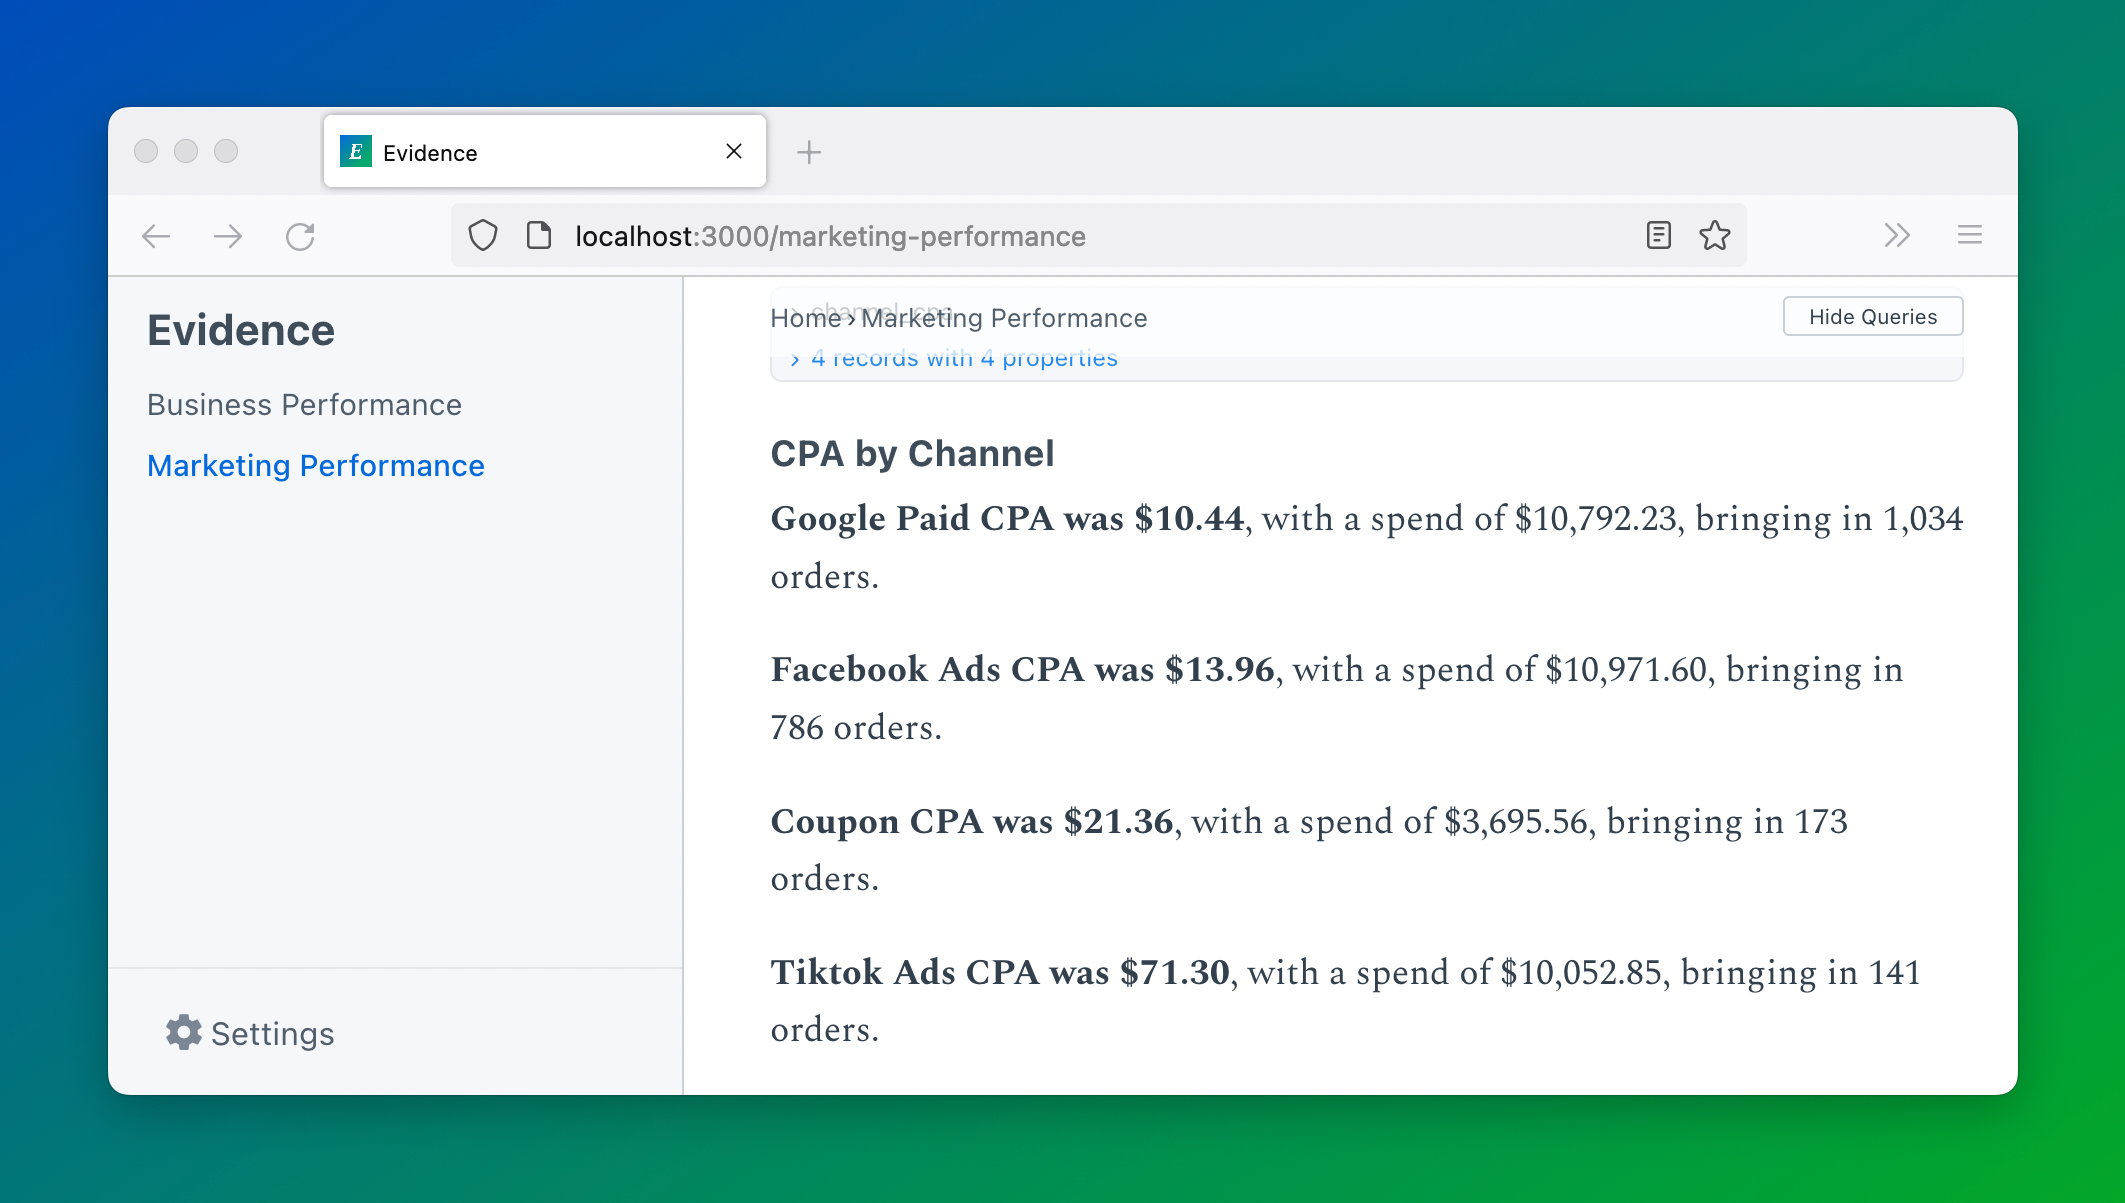 E Evidence
localhost:3000/marketing-performance
Evidence
Business Performance
Marketing Performance
Settings
channel_cpa
Home › Marketing Performance
Hide Queries
4 records with 4 properties
CPA by Channel
Google Paid CPA was $10.44, with a spend of $10,792.23, bringing in 1,034
orders.
Facebook Ads CPA was $13.96, with a spend of $10,971.60, bringing in
786 orders.
Coupon CPA was $21.36, with a spend of $3,695.56, bringing in 173
orders.
Tiktok Ads CPA was $71.30, with a spend of $10,052.85, bringing in 141
orders.